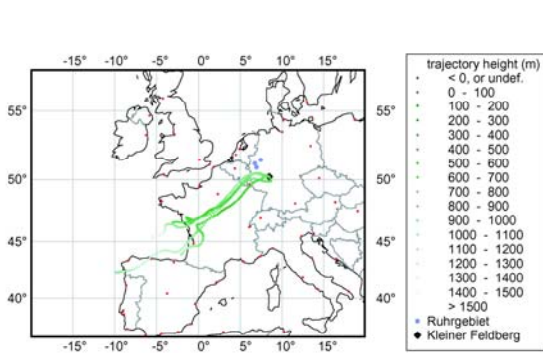 -15° -10° -5° 0° 5° 10° 15°
55° 55°
50° 50°
45° 45°
40° 40°
-15° -10° -5° 0° 5° 10° 15°
trajectory height (m)
< 0, or undef.
0 - 100
100 - 200
200 - 300
300 - 400
400 - 500
500 - 600
600 - 700
700 - 800
800 - 900
900 - 1000
1000 - 1100
1100 - 1200
1200 - 1300
1300 - 1400
1400 - 1500
> 1500
Ruhrgebiet
Kleiner Feldberg